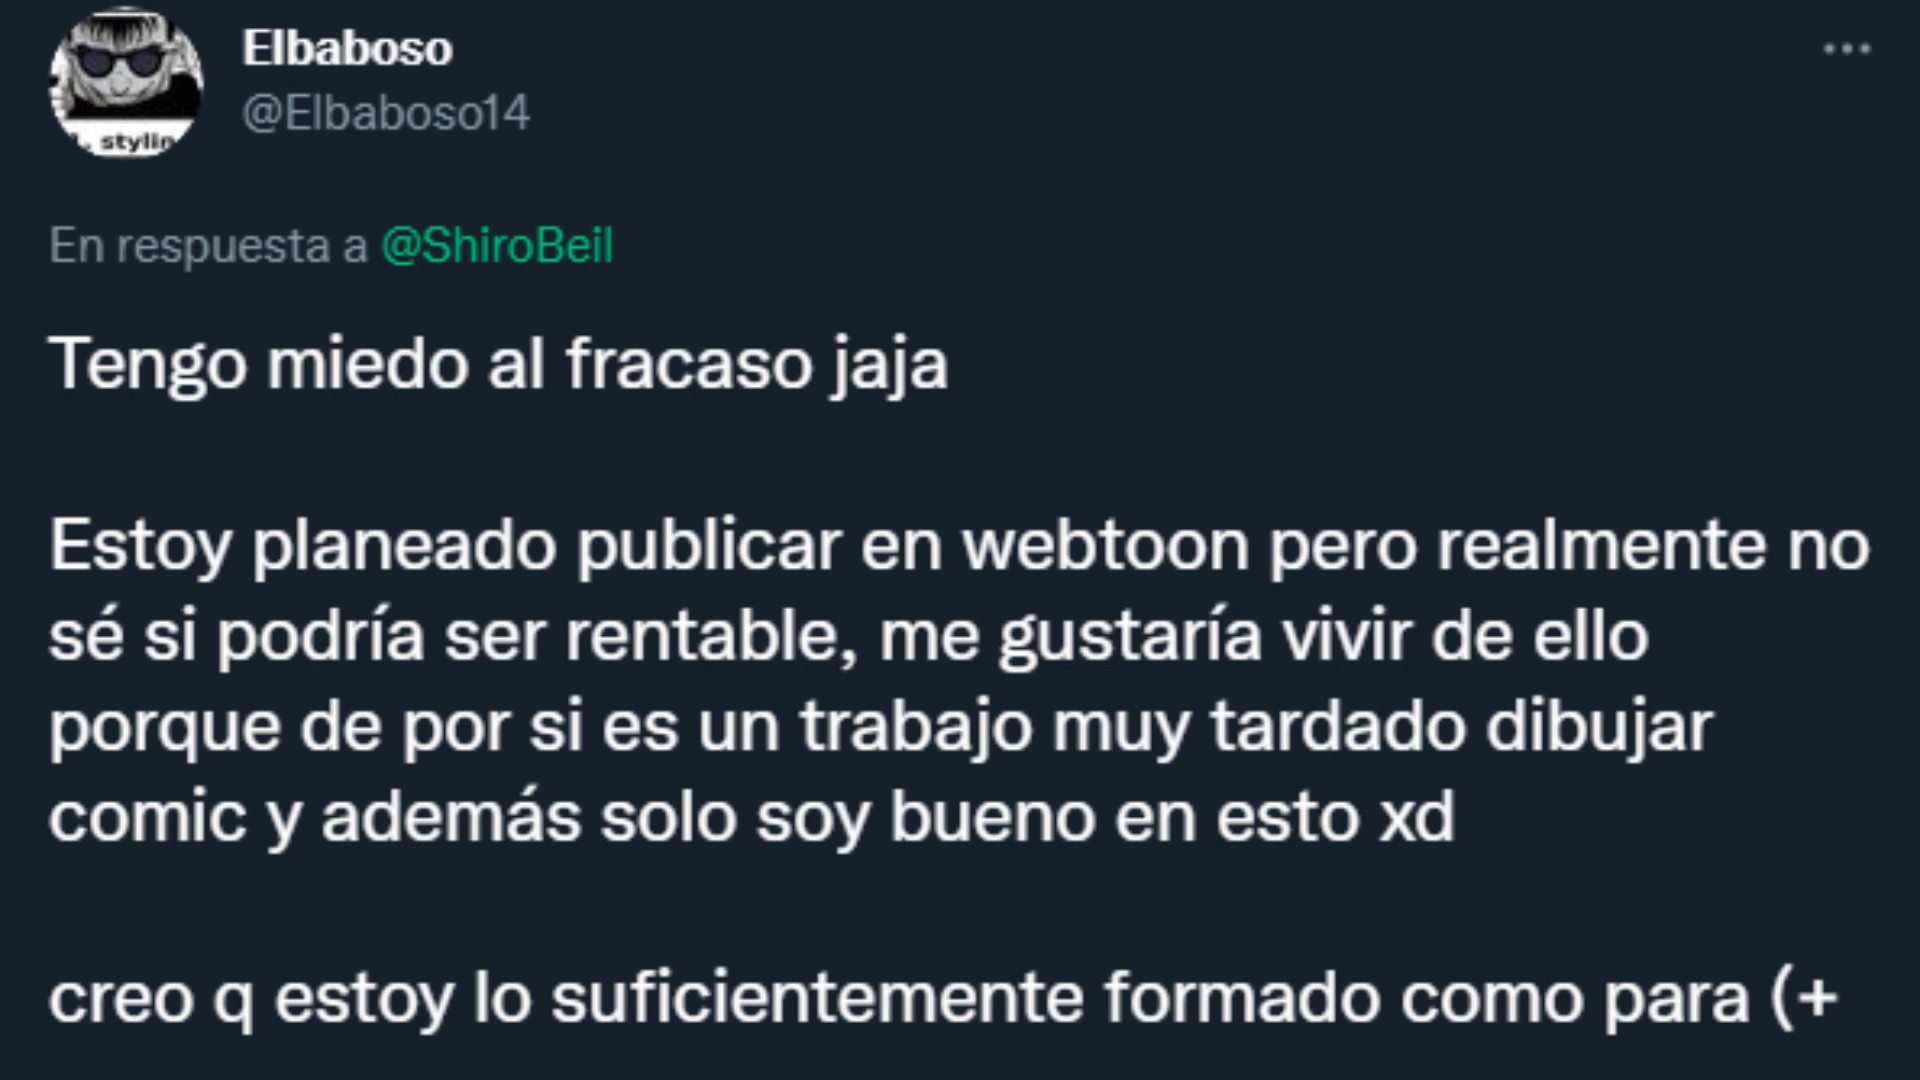 Elbaboso
@Elbaboso14
. stylin
En respuesta a @ShiroBeil
Tengo miedo al fracaso jaja
Estoy planeado publicar en webtoon pero realmente no
sé si podría ser rentable, me gustaría vivir de ello
porque de por si es un trabajo muy tardado dibujar
comic y además solo soy bueno en esto xd
creo q estoy lo suficientemente formado como para (+